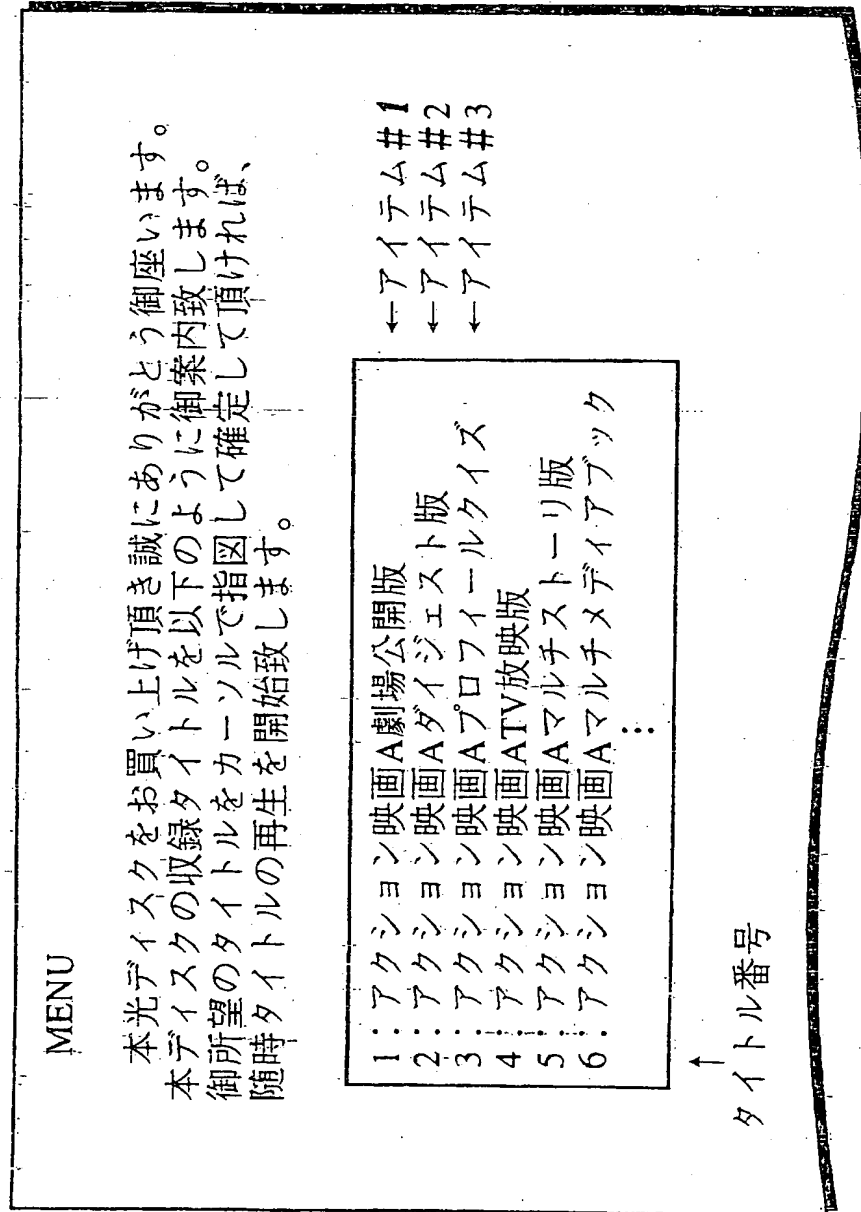 MENU
本光ディスクをお買い上げ頂き誠にありがとう御座います。
本ディスクの収録タイトルを以下のように御案内致します。
御所望のタイトルをカーソルで指図して確定して頂ければ、
随時タイトルの再生を開始致します。
1:アクション映画A劇場公開版 ←アイテム#1
2:アクション映画Aダイジェスト版 ←アイテム#2
3:アクション映画Aプロフィールクイズ ←アイテム#3
4:アクション映画ATV放映版
5:アクション映画Aマルチストーリ版
6:アクション映画Aマルチメディアブック
⋮
↑
タイトル番号